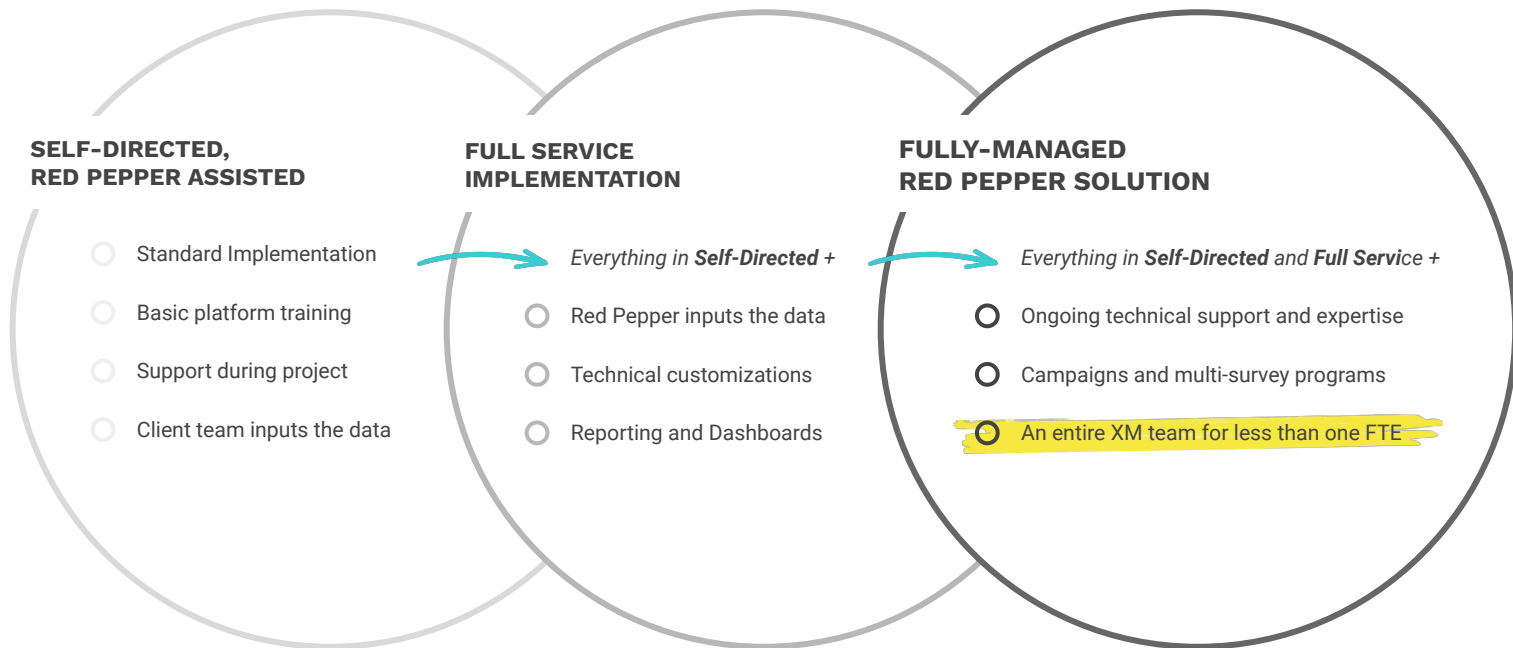 SELF-DIRECTED,
RED PEPPER ASSISTED
Standard Implementation
Basic platform training
Support during project
Client team inputs the data
FULL SERVICE
IMPLEMENTATION
Everything in Self-Directed +
Red Pepper inputs the data
Technical customizations
Reporting and Dashboards
FULLY-MANAGED
RED PEPPER SOLUTION
Everything in Self-Directed and Full Service +
Ongoing technical support and expertise
Campaigns and multi-survey programs
An entire XM team for less than one FTE